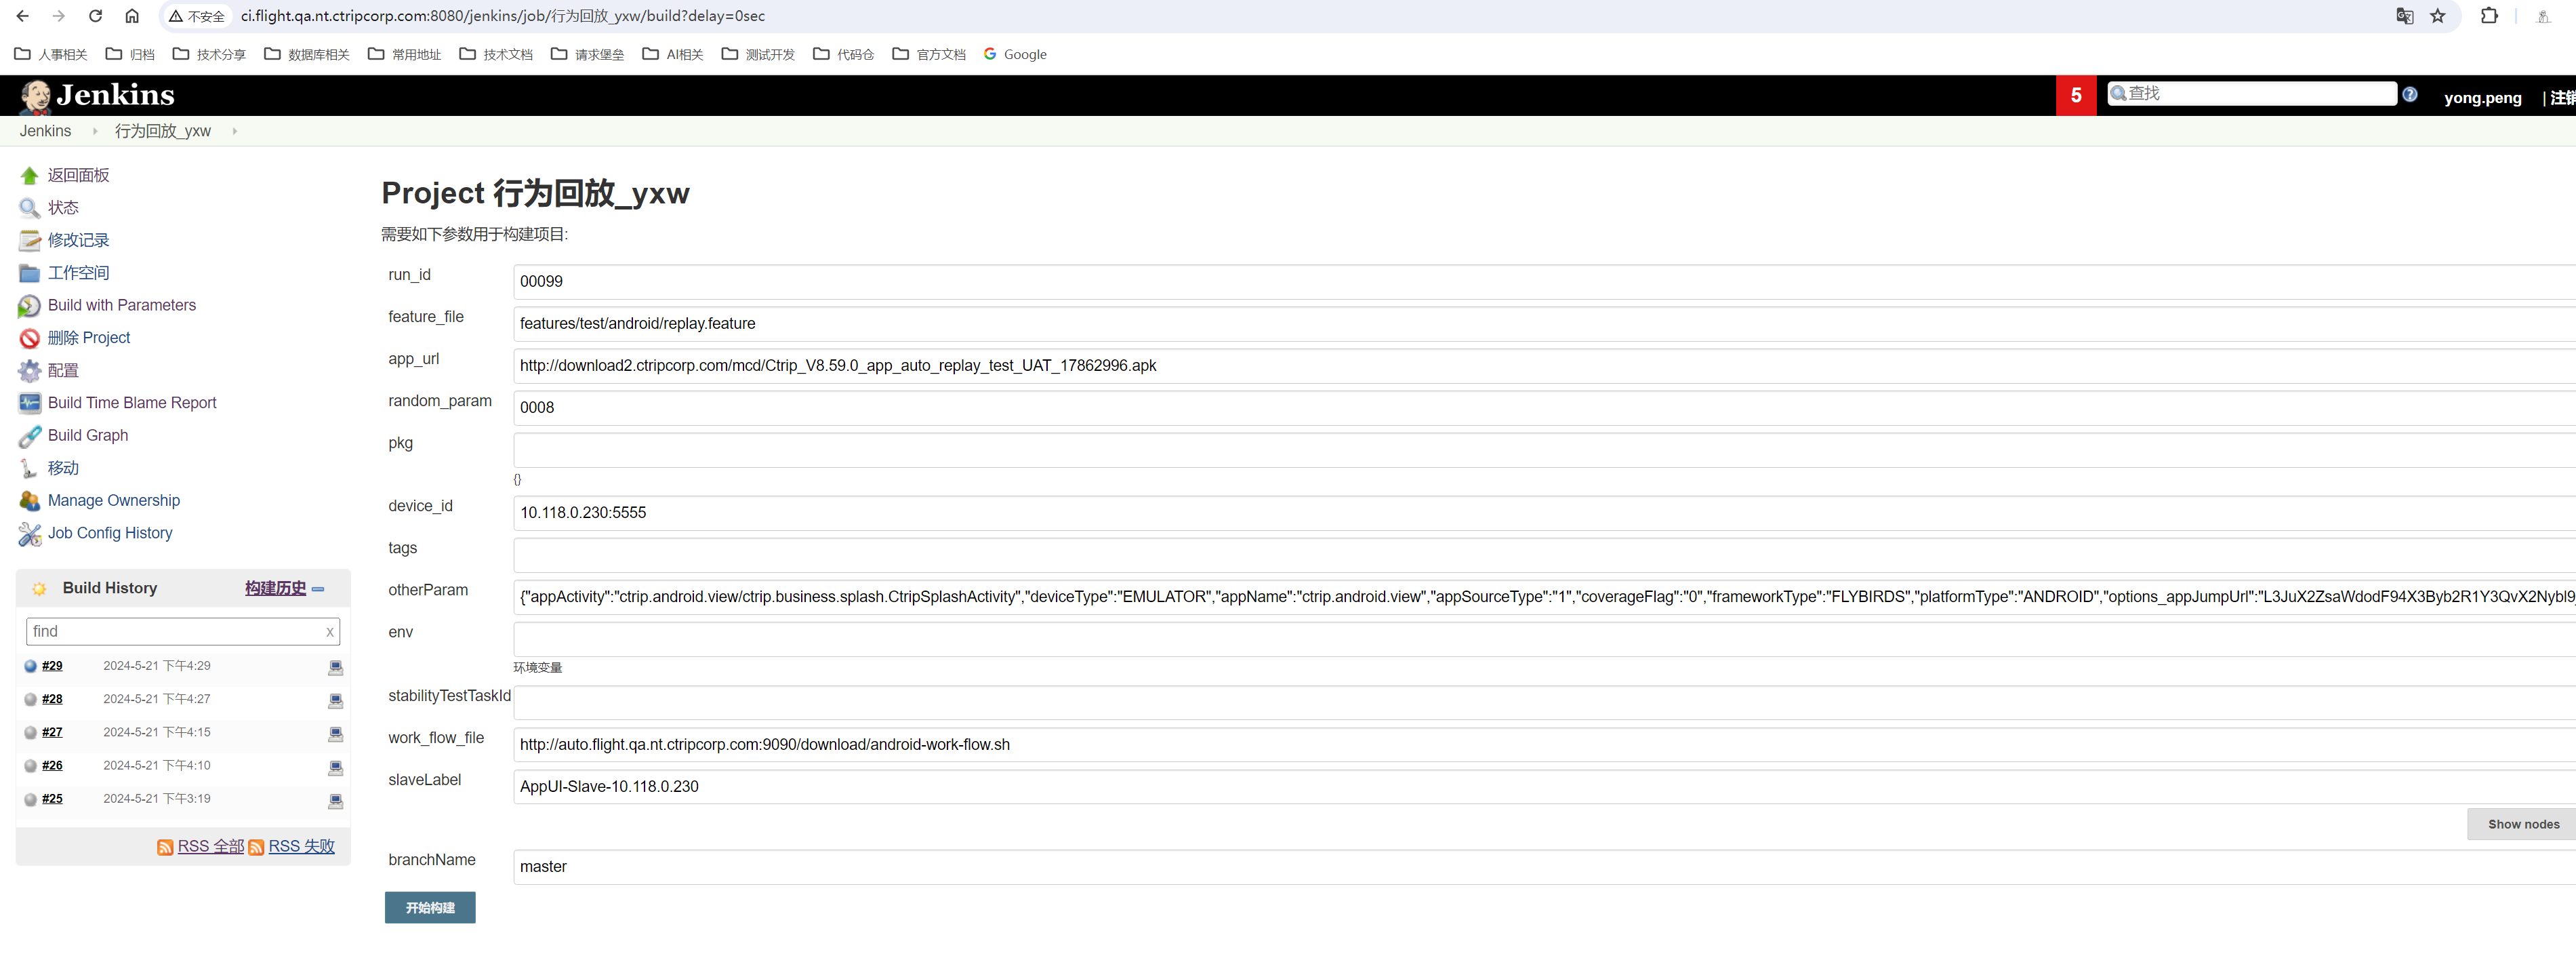 不安全 ci.flight.qa.nt.ctripcorp.com:8080/jenkins/job/行为回放_yxw/build?delay=0sec
人事相关 归档 技术分享 数据库相关 常用地址 技术文档 请求堡垒 AI相关 测试开发 代码仓 官方文档 Google
Jenkins 5 查找 yong.peng | 注销
Jenkins 行为回放_yxw
返回面板
状态
修改记录
工作空间
Build with Parameters
删除 Project
配置
Build Time Blame Report
Build Graph
移动
Manage Ownership
Job Config History
Build History 构建历史
find x
#29 2024-5-21 下午4:29
#28 2024-5-21 下午4:27
#27 2024-5-21 下午4:15
#26 2024-5-21 下午4:10
#25 2024-5-21 下午3:19
RSS 全部 RSS 失败
Project 行为回放_yxw
需要如下参数用于构建项目:
run_id 00099
feature_file features/test/android/replay.feature
app_url http://download2.ctripcorp.com/mcd/Ctrip_V8.59.0_app_auto_replay_test_UAT_17862996.apk
random_param 0008
pkg
{}
device_id 10.118.0.230:5555
tags
otherParam {"appActivity":"ctrip.android.view/ctrip.business.splash.CtripSplashActivity","deviceType":"EMULATOR","appName":"ctrip.android.view","appSourceType":"1","coverageFlag":"0","frameworkType":"FLYBIRDS","platformType":"ANDROID","options_appJumpUrl":"L3JuX2ZsaWdodF94X3Byb2R1Y3QvX2Nybl9
env
环境变量
stabilityTestTaskId
work_flow_file http://auto.flight.qa.nt.ctripcorp.com:9090/download/android-work-flow.sh
slaveLabel AppUI-Slave-10.118.0.230
Show nodes
branchName master
开始构建